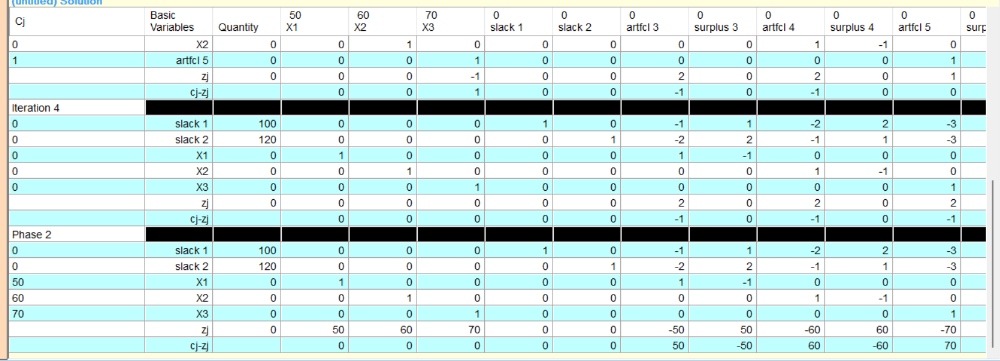 (untitled) Solution
Cj Basic Variables Quantity 50 X1 60 X2 70 X3 0 slack 1 0 slack 2 0 artfcl 3 0 surplus 3 0 artfcl 4 0 surplus 4 0 artfcl 5 0 surp
0 X2 0 0 1 0 0 0 0 0 1 -1 0
1 artfcl 5 0 0 0 1 0 0 0 0 0 0 1
zj 0 0 0 -1 0 0 2 0 2 0 1
cj-zj 0 0 1 0 0 -1 0 -1 0 0
Iteration 4
0 slack 1 100 0 0 0 1 0 -1 1 -2 2 -3
0 slack 2 120 0 0 0 0 1 -2 2 -1 1 -3
0 X1 0 1 0 0 0 0 1 -1 0 0 0
0 X2 0 0 1 0 0 0 0 0 1 -1 0
0 X3 0 0 0 1 0 0 0 0 0 0 1
zj 0 0 0 0 0 0 2 0 2 0 2
cj-zj 0 0 0 0 0 -1 0 -1 0 -1
Phase 2
0 slack 1 100 0 0 0 1 0 -1 1 -2 2 -3
0 slack 2 120 0 0 0 0 1 -2 2 -1 1 -3
50 X1 0 1 0 0 0 0 1 -1 0 0 0
60 X2 0 0 1 0 0 0 0 0 1 -1 0
70 X3 0 0 0 1 0 0 0 0 0 0 1
zj 0 50 60 70 0 0 -50 50 -60 60 -70
cj-zj 0 0 0 0 0 50 -50 60 -60 70